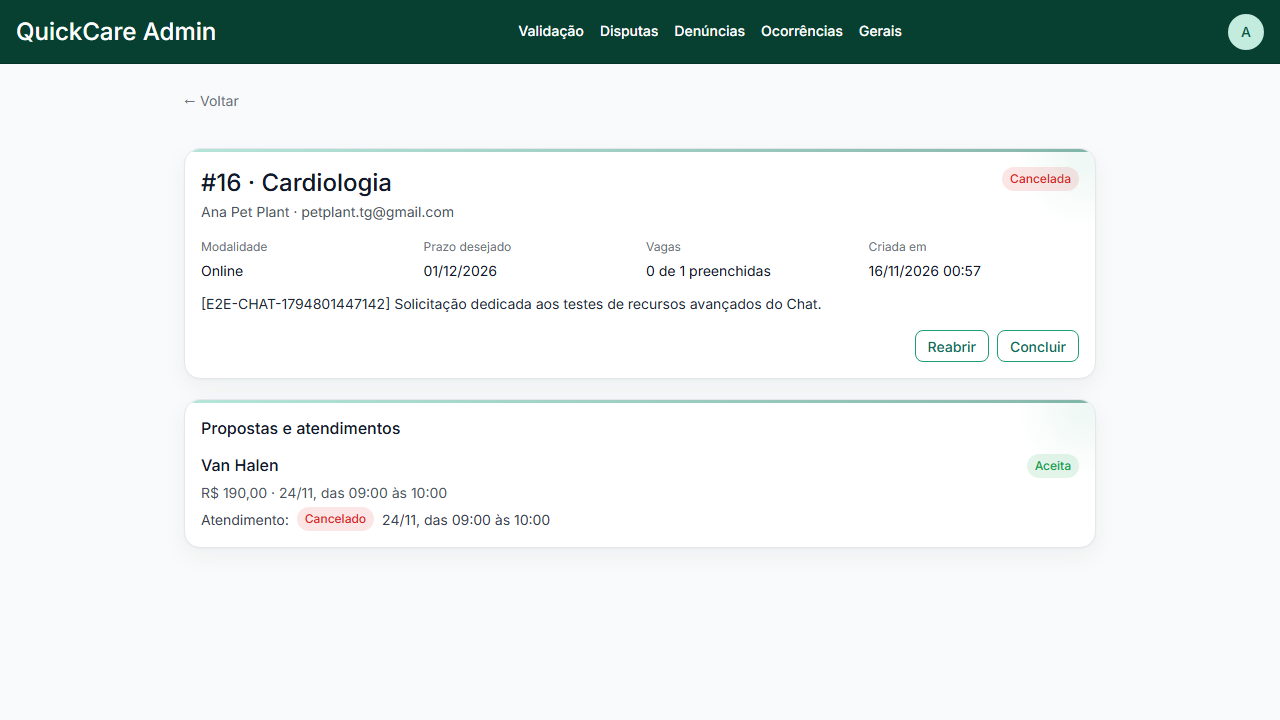 QuickCare Admin
Validação Disputas Denúncias Ocorrências Gerais
A
← Voltar
#16 · Cardiologia
Cancelada
Ana Pet Plant · petplant.tg@gmail.com
Modalidade Prazo desejado Vagas Criada em
Online 01/12/2026 0 de 1 preenchidas 16/11/2026 00:57
[E2E-CHAT-1794801447142] Solicitação dedicada aos testes de recursos avançados do Chat.
Reabrir Concluir
Propostas e atendimentos
Van Halen
Aceita
R$ 190,00 · 24/11, das 09:00 às 10:00
Atendimento: Cancelado 24/11, das 09:00 às 10:00